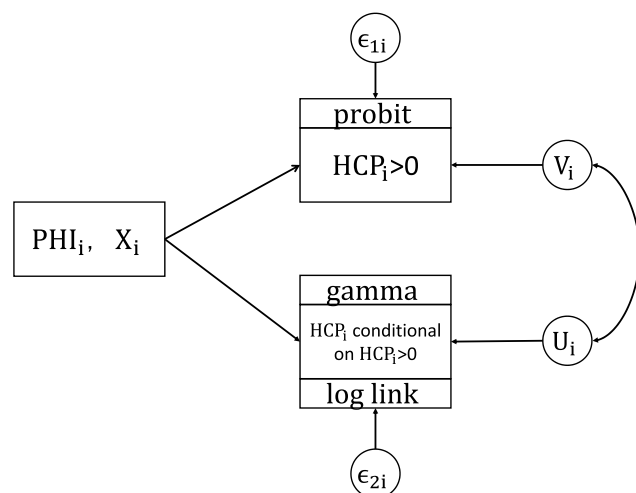 ϵ₁ᵢ
probit
HCPᵢ>0
Vᵢ
PHIᵢ, Xᵢ
gamma
HCPᵢ conditional
on HCPᵢ>0
Uᵢ
log link
ϵ₂ᵢ